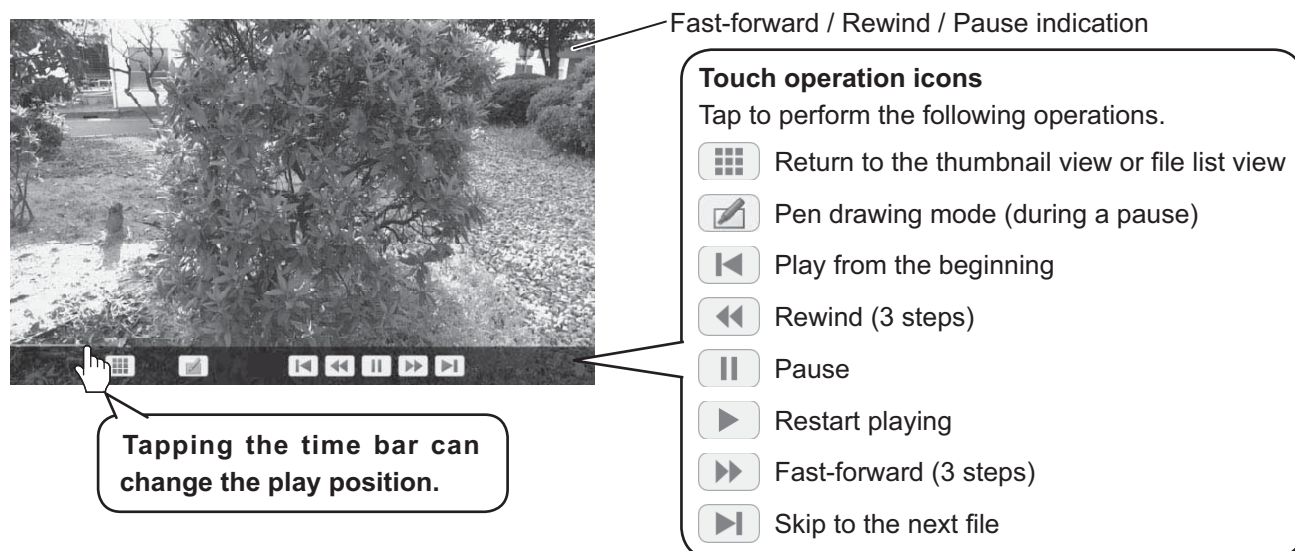 Fast-forward / Rewind / Pause indication
Touch operation icons
Tap to perform the following operations.
Return to the thumbnail view or file list view
Pen drawing mode (during a pause)
Play from the beginning
Rewind (3 steps)
Pause
Restart playing
Fast-forward (3 steps)
Skip to the next file
Tapping the time bar can
change the play position.